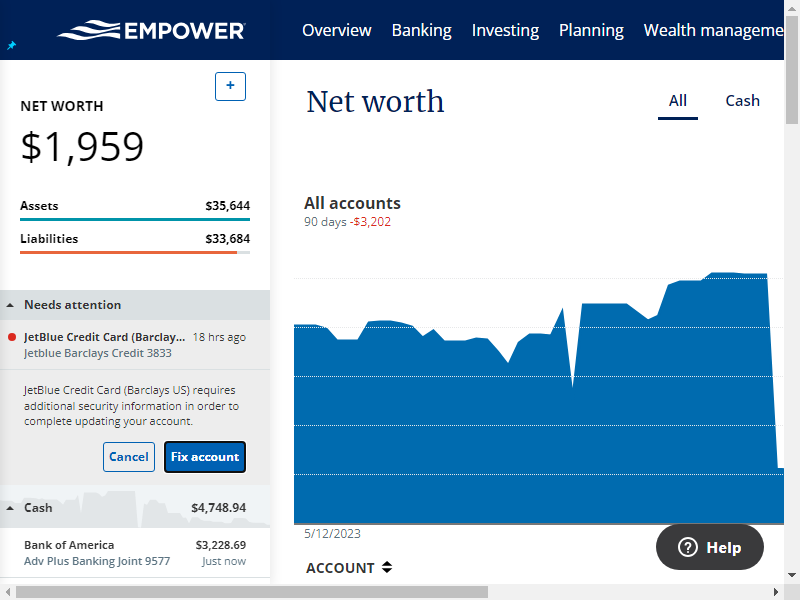 EMPOWER
Overview Banking Investing Planning Wealth manageme
+
NET WORTH
$1,959
Assets $35,644
Liabilities $33,684
Needs attention
JetBlue Credit Card (Barclay... 18 hrs ago
Jetblue Barclays Credit 3833
JetBlue Credit Card (Barclays US) requires
additional security information in order to
complete updating your account.
Cancel Fix account
Cash $4,748.94
Bank of America $3,228.69
Adv Plus Banking Joint 9577 Just now
Net worth
All Cash
All accounts
90 days -$3,202
5/12/2023
ACCOUNT
? Help